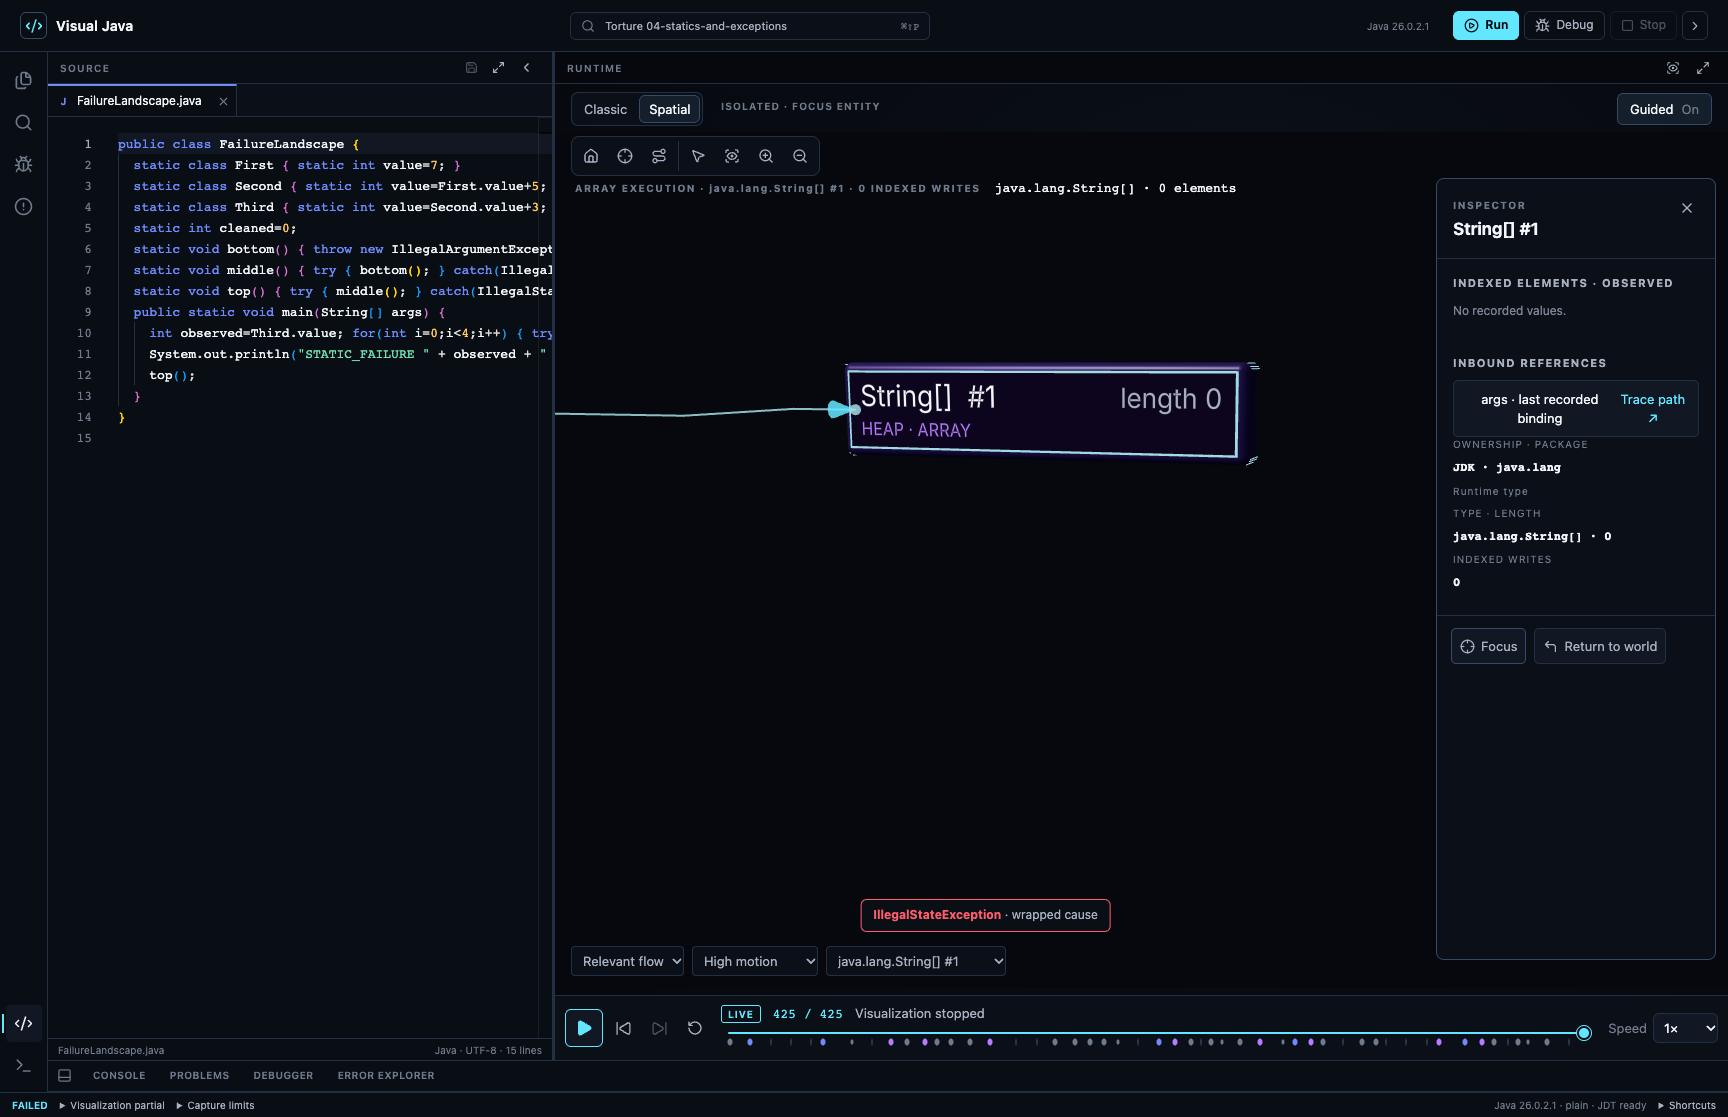 Visual Java
Torture 04-statics-and-exceptions
⌘⇧P
Java 26.0.2.1
Run
Debug
Stop
SOURCE
J FailureLandscape.java
1 public class FailureLandscape {
2 static class First { static int value=7; }
3 static class Second { static int value=First.value+5;
4 static class Third { static int value=Second.value+3;
5 static int cleaned=0;
6 static void bottom() { throw new IllegalArgumentExcept
7 static void middle() { try { bottom(); } catch(Illegal
8 static void top() { try { middle(); } catch(IllegalSta
9 public static void main(String[] args) {
10 int observed=Third.value; for(int i=0;i<4;i++) { try
11 System.out.println("STATIC_FAILURE " + observed + "
12 top();
13 }
14 }
15
FailureLandscape.java
Java · UTF-8 · 15 lines
RUNTIME
Classic
Spatial
ISOLATED · FOCUS ENTITY
Guided On
ARRAY EXECUTION · java.lang.String[] #1 · 0 INDEXED WRITES
java.lang.String[] · 0 elements
String[] #1
length 0
HEAP · ARRAY
IllegalStateException · wrapped cause
Relevant flow
High motion
java.lang.String[] #1
INSPECTOR
String[] #1
INDEXED ELEMENTS · OBSERVED
No recorded values.
INBOUND REFERENCES
args · last recorded binding
Trace path ↗
OWNERSHIP · PACKAGE
JDK · java.lang
Runtime type
TYPE · LENGTH
java.lang.String[] · 0
INDEXED WRITES
0
Focus
Return to world
LIVE
425 / 425
Visualization stopped
Speed
1×
CONSOLE
PROBLEMS
DEBUGGER
ERROR EXPLORER
FAILED
Visualization partial
Capture limits
Java 26.0.2.1 · plain · JDT ready
Shortcuts